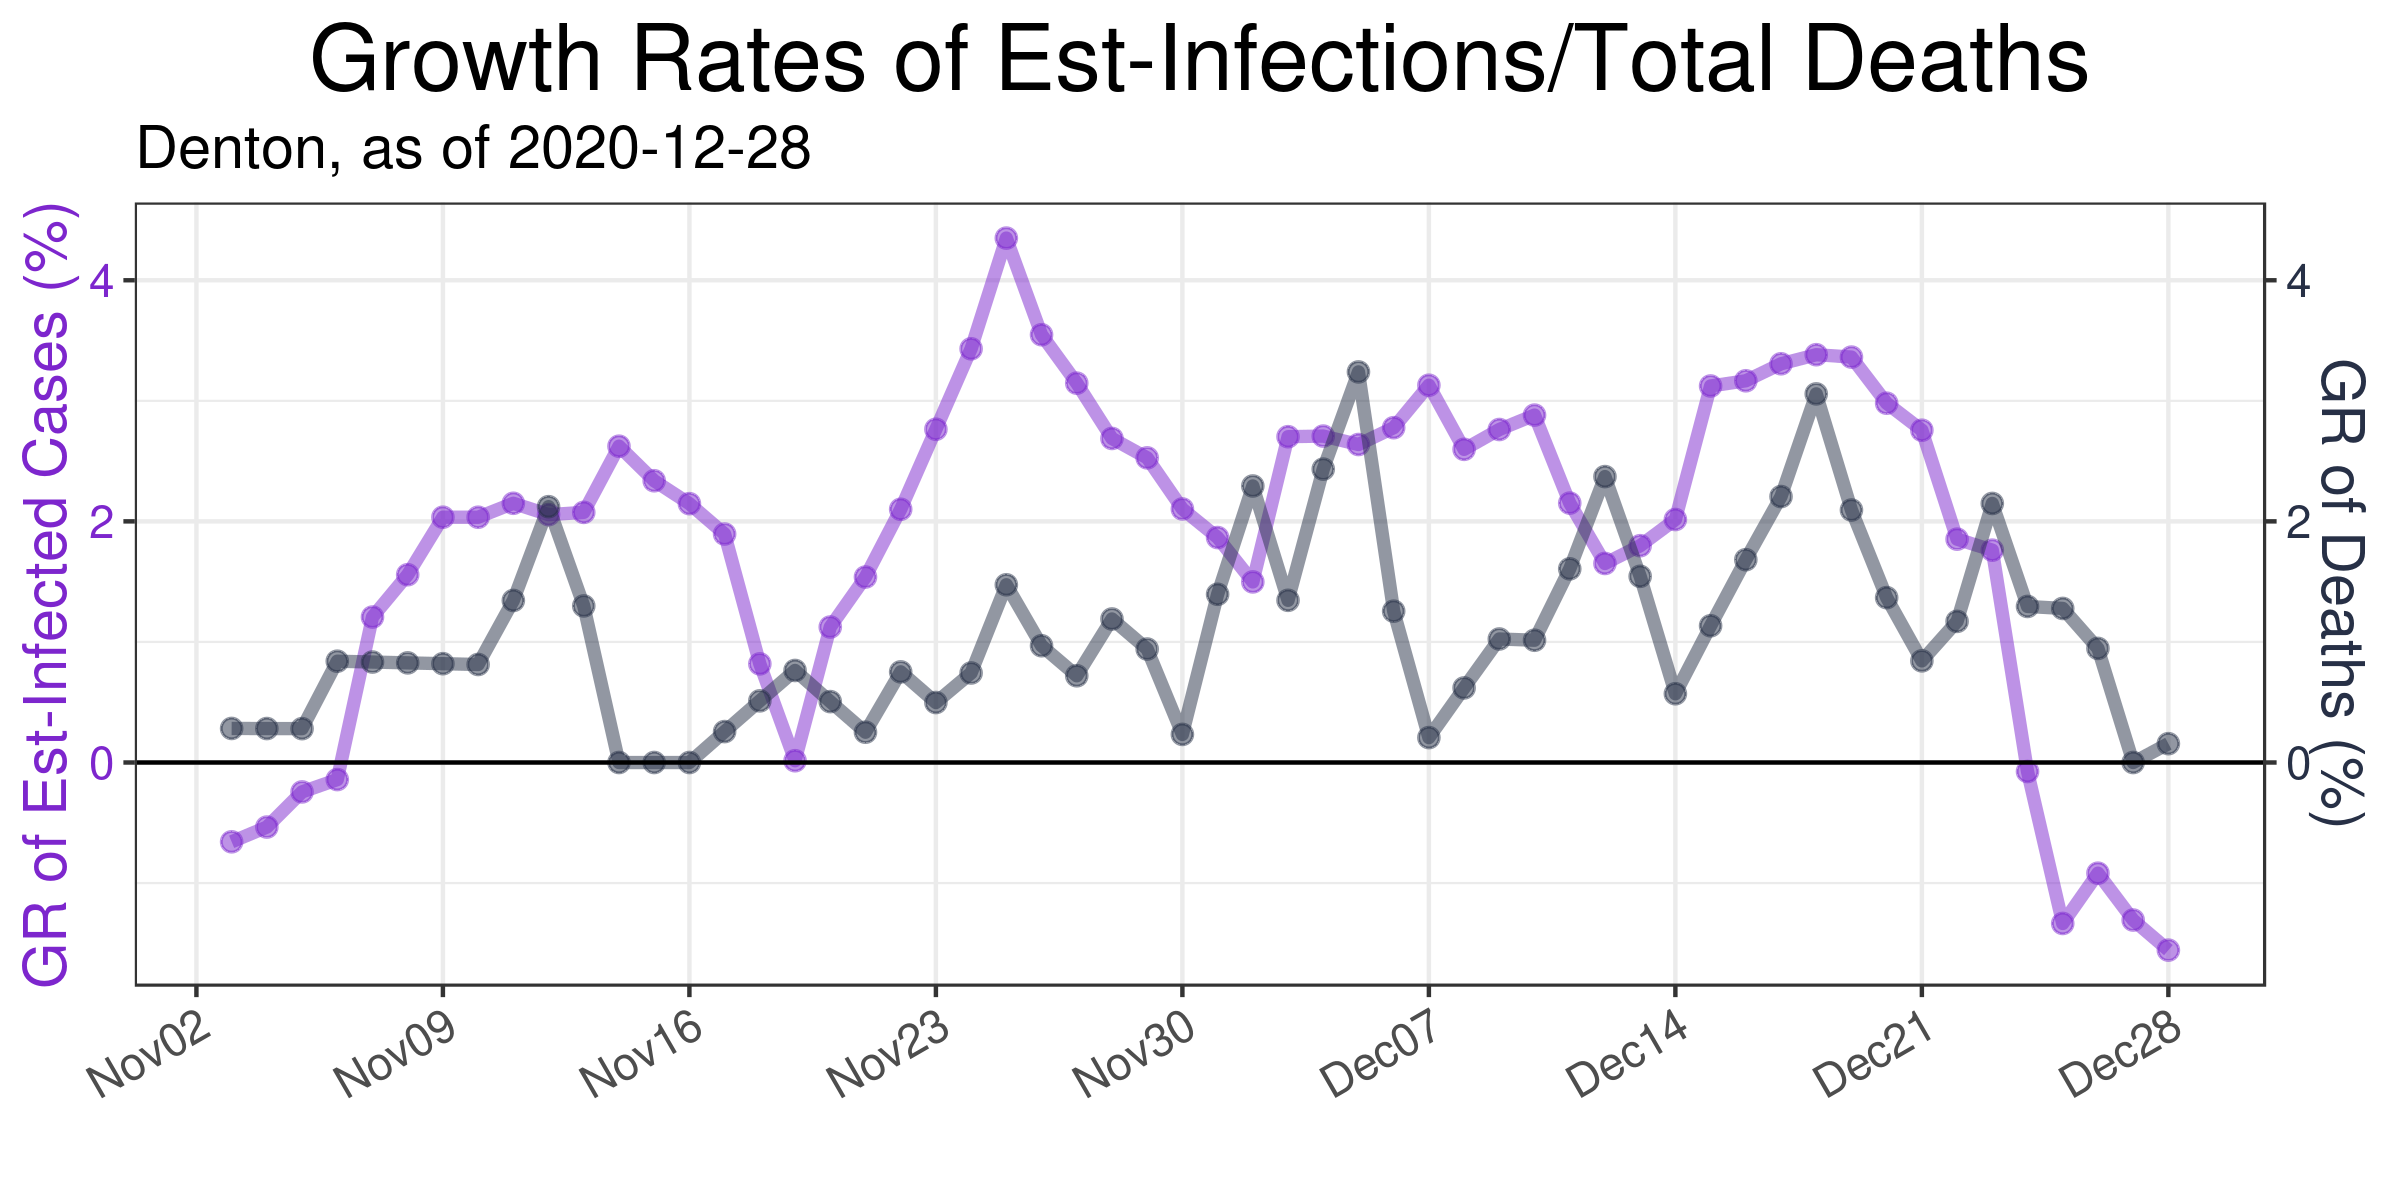 Growth Rates of Est-Infections/Total Deaths
Denton, as of 2020-12-28
GR of Est-Infected Cases (%)
4
2
0
4
2
0
GR of Deaths (%)
Nov02
Nov09
Nov16
Nov23
Nov30
Dec07
Dec14
Dec21
Dec28